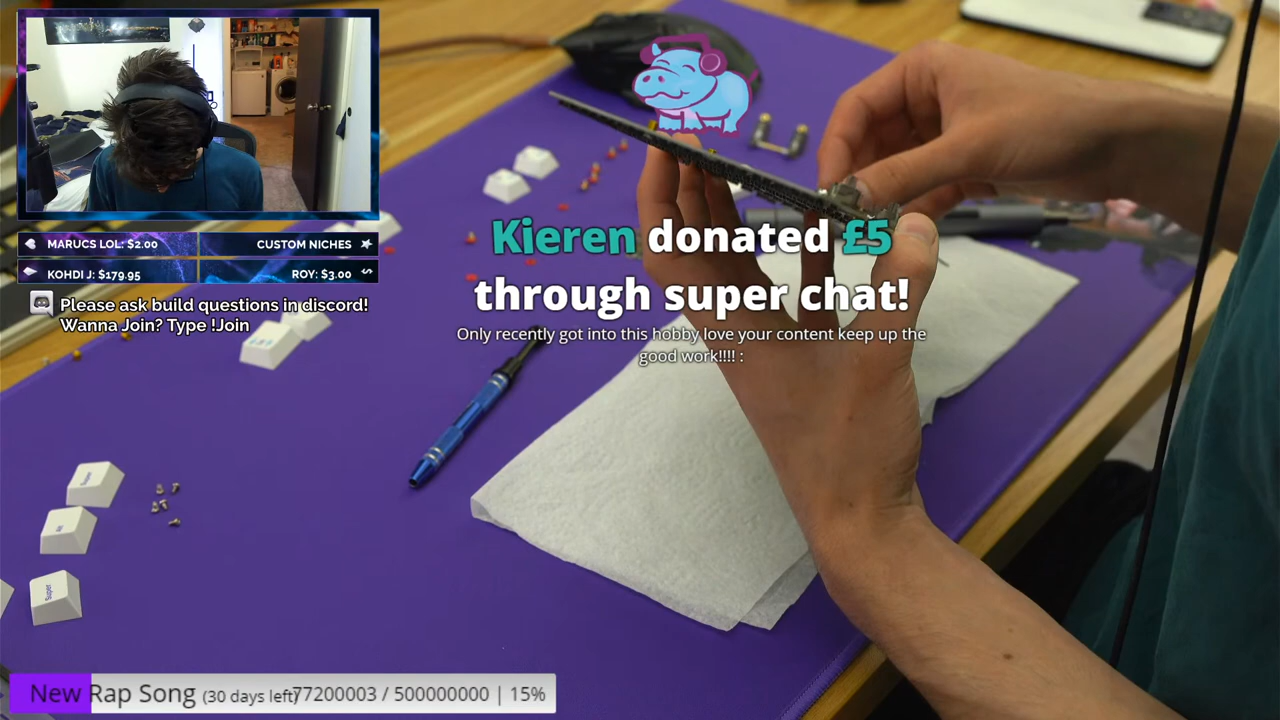 MARUCS LOL: $2.00 CUSTOM NICHES
KOHDI J: $179.95 ROY: $3.00
Please ask build questions in discord!
Wanna Join? Type !Join
Kieren donated £5
through super chat!
Only recently got into this hobby love your content keep up the
good work!!!! :
Super
New Rap Song (30 days left) 77200003 / 500000000 | 15%